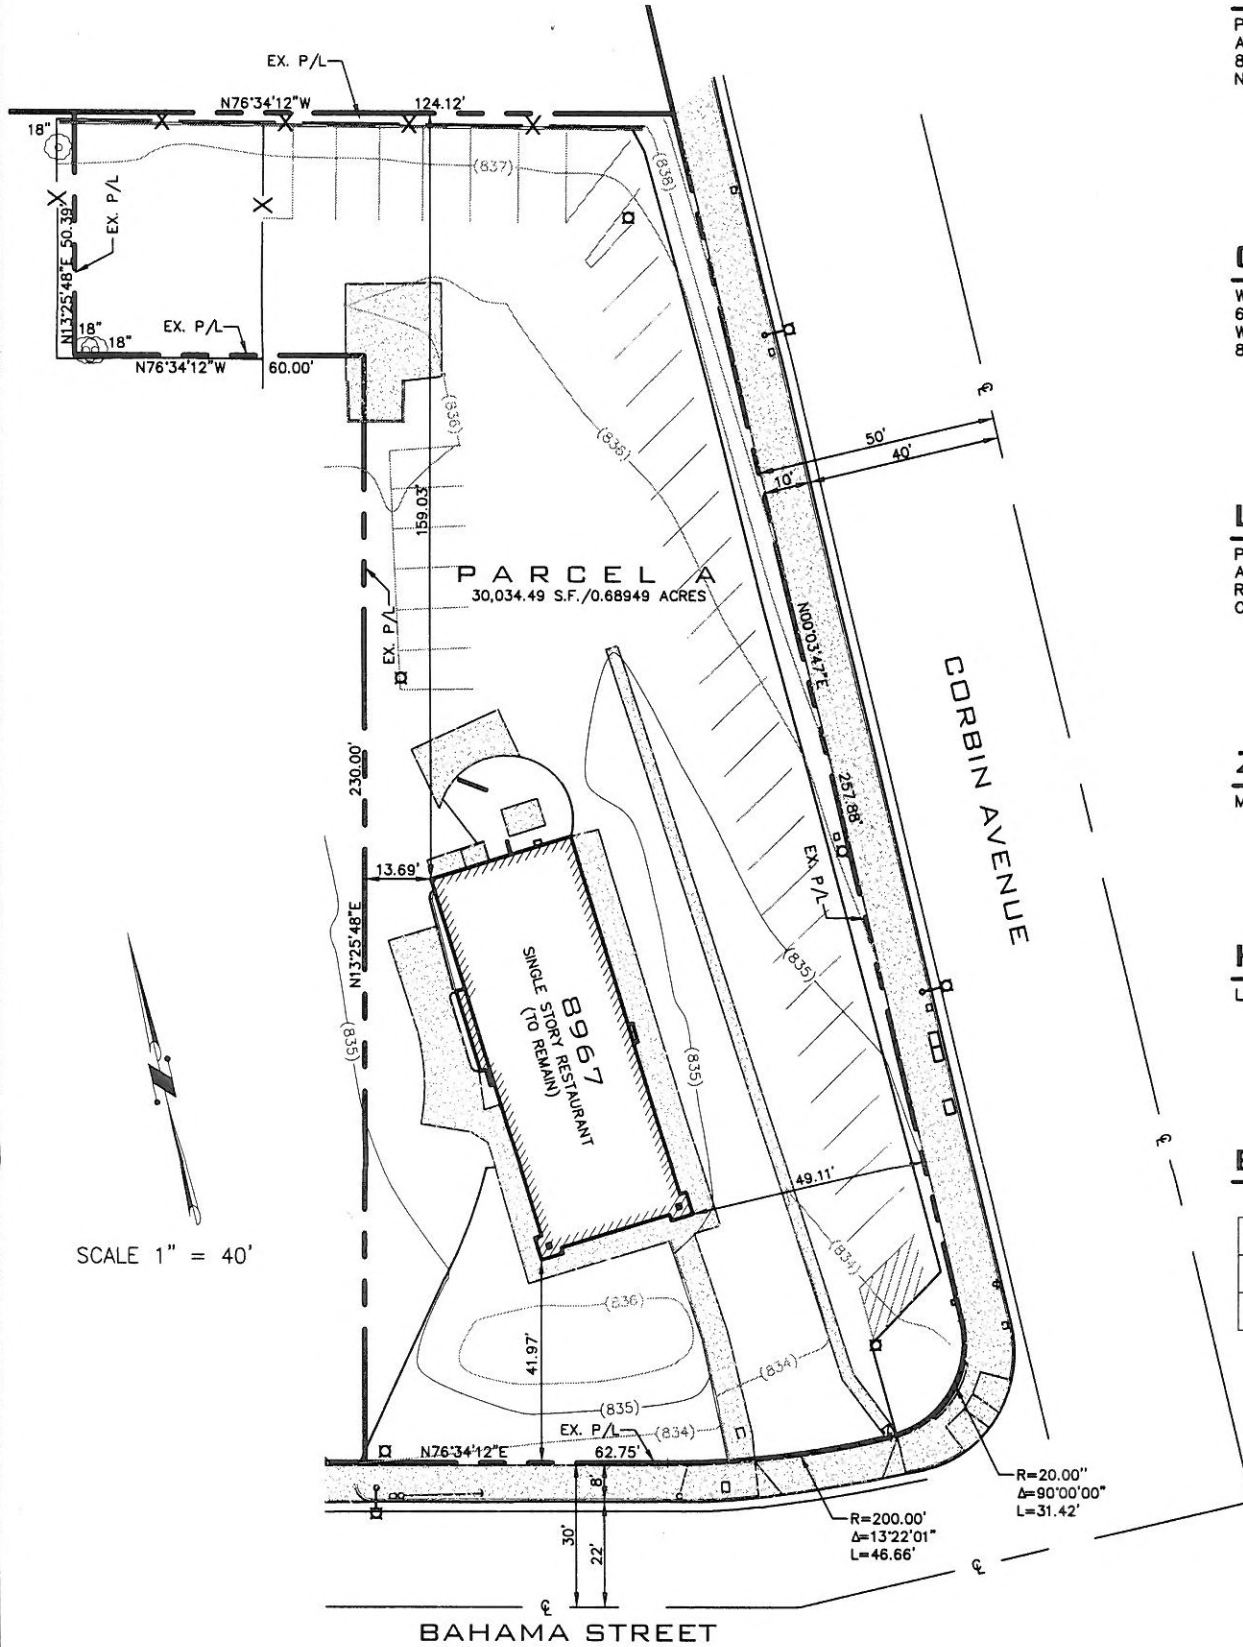 EX. P/L
N76°34'12"W
124.12'
18"
(837)
(838)
EX. P/L
N13°25'48"E 50.39'
18"
18"
EX. P/L
N76°34'12"W
60.00'
(836)
(836)
50'
40'
10'
℄
159.03'
PARCEL A
30,034.49 S.F./0.68949 ACRES
EX. P/L
N00°03'47"E
CORBIN AVENUE
230.00'
257.88'
EX. P/L
13.69'
N13°25'48"E
8967
SINGLE STORY RESTAURANT
(TO REMAIN)
(835)
(835)
(835)
49.11'
℄
SCALE 1" = 40'
(834)
(836)
41.97'
(834)
(835)
EX. P/L
(834)
N76°34'12"E
62.75'
8'
R=20.00"
Δ=90°00'00"
L=31.42'
R=200.00'
Δ=13°22'01"
L=46.66'
30'
22'
℄
℄
BAHAMA STREET
P
A
8
N
W
6
W
8
P
A
R
C
M
L